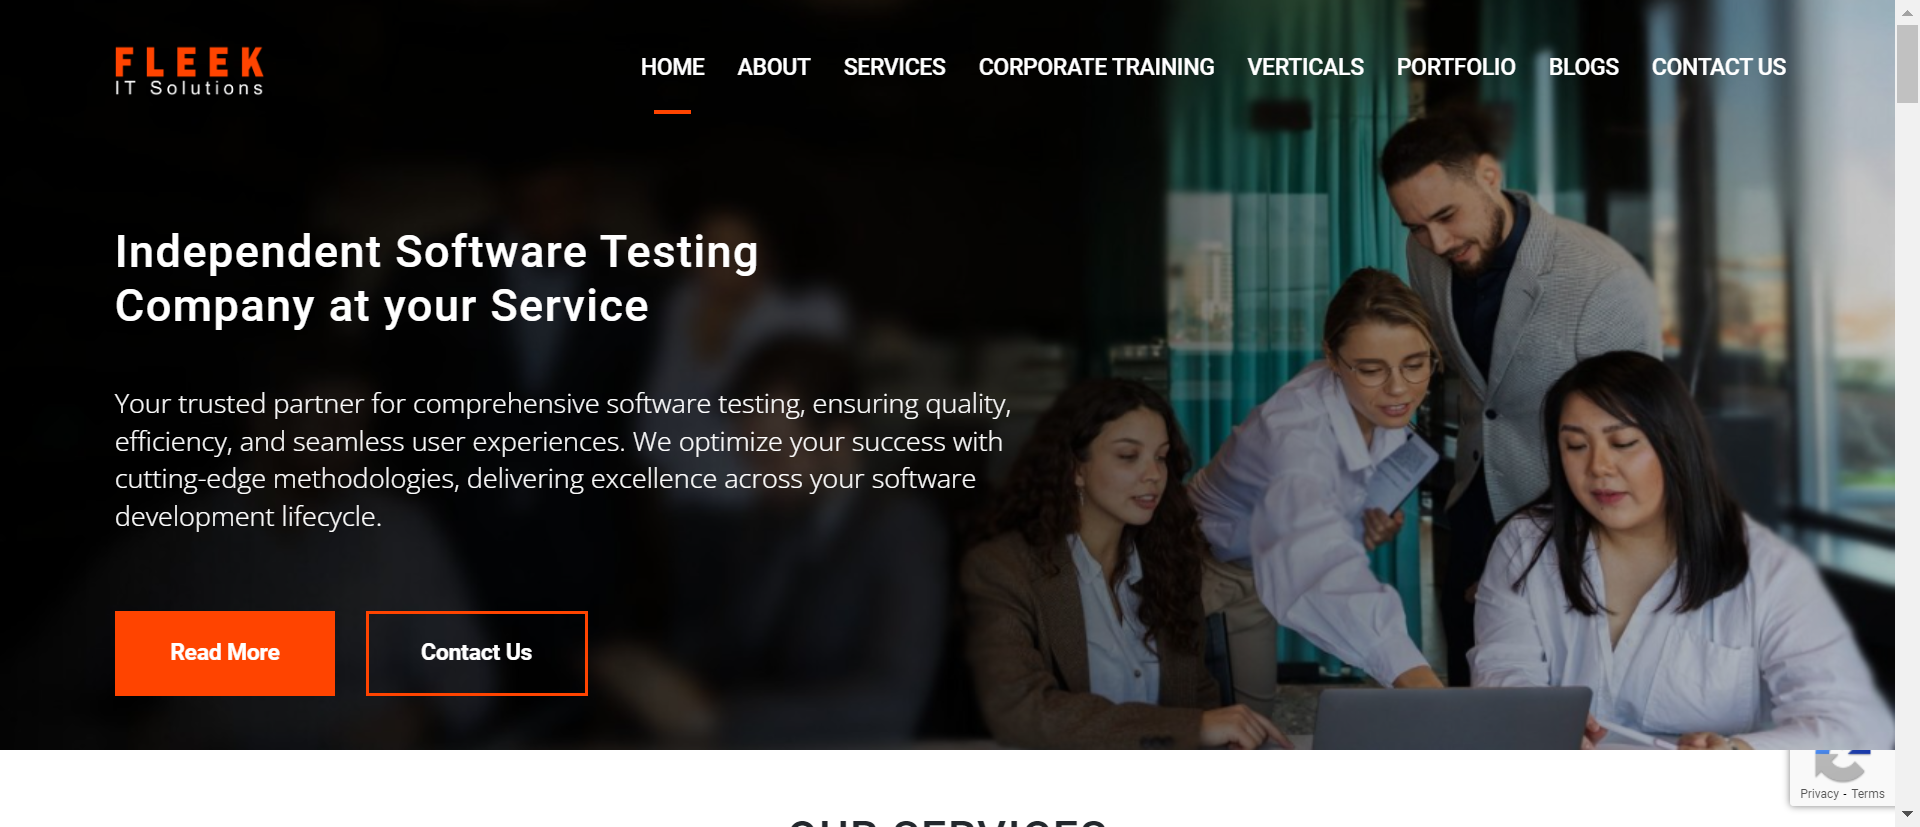 FLEEK
IT Solutions
HOME ABOUT SERVICES CORPORATE TRAINING VERTICALS PORTFOLIO BLOGS CONTACT US
Independent Software Testing
Company at your Service
Your trusted partner for comprehensive software testing, ensuring quality,
efficiency, and seamless user experiences. We optimize your success with
cutting-edge methodologies, delivering excellence across your software
development lifecycle.
Read More
Contact Us
Privacy - Terms
OUR SERVICES